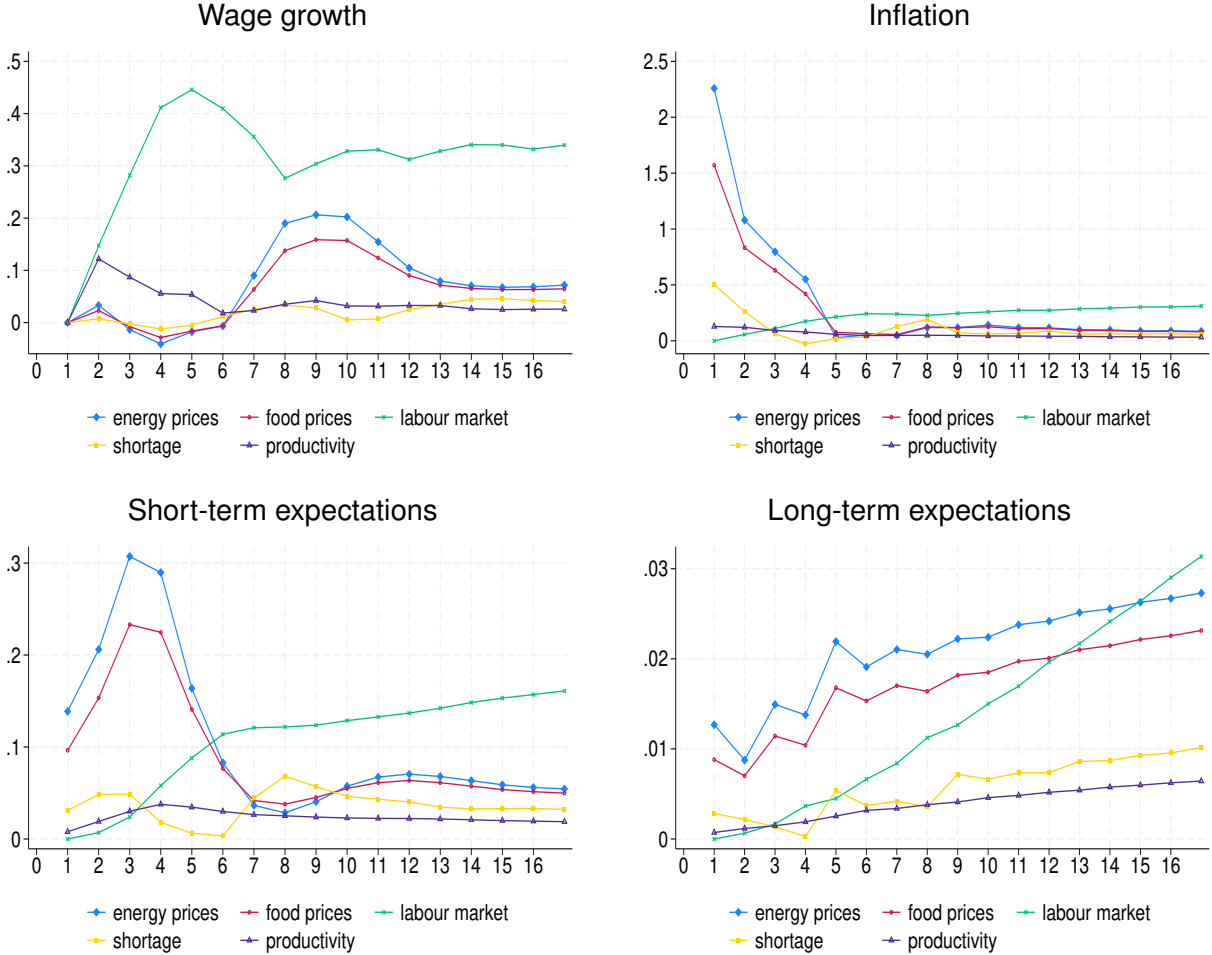 Wage growth
.5
.4
.3
.2
.1
0
0 1 2 3 4 5 6 7 8 9 10 11 12 13 14 15 16
energy prices food prices labour market
shortage productivity
Inflation
2.5
2
1.5
1
.5
0
0 1 2 3 4 5 6 7 8 9 10 11 12 13 14 15 16
energy prices food prices labour market
shortage productivity
Short-term expectations
.3
.2
.1
0
0 1 2 3 4 5 6 7 8 9 10 11 12 13 14 15 16
energy prices food prices labour market
shortage productivity
Long-term expectations
.03
.02
.01
0
0 1 2 3 4 5 6 7 8 9 10 11 12 13 14 15 16
energy prices food prices labour market
shortage productivity